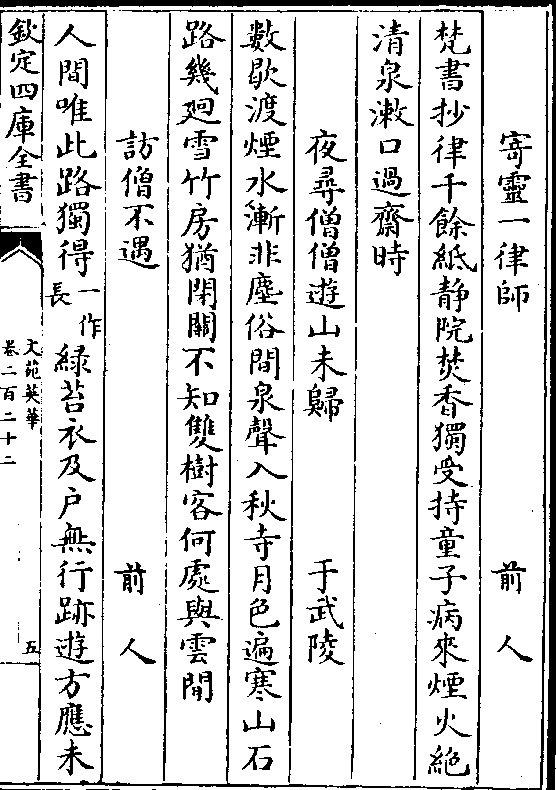 寄靈一律師　前人
梵書抄律千餘紙静院焚香獨受持童子病來煙火絶
清泉漱口過齋時
夜尋僧僧遊山未歸　于武陵
數歇渡煙水漸非塵俗間泉聲入秋寺月色遍寒山石
路幾廻雪竹房猶閉關不知雙樹客何處與雲閒
訪僧不遇　前人
人間唯此路獨得一作長緑苔衣及户無行跡遊方應未
欽定四庫全書
文苑英華
卷二百二十二
五